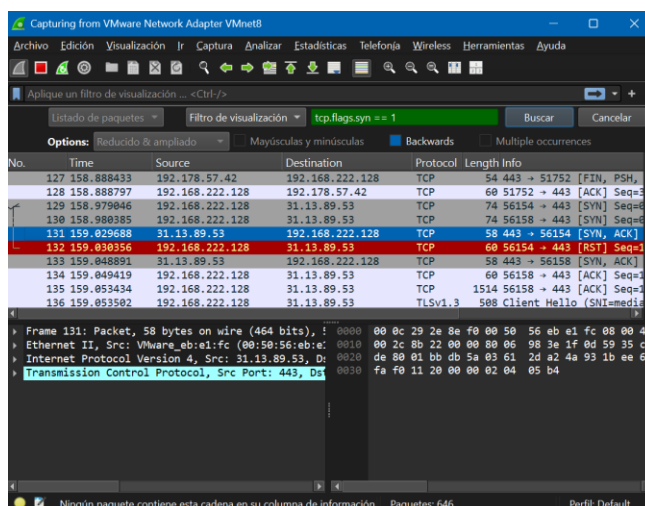 Capturing from VMware Network Adapter VMnet8
Archivo Edición Visualización Ir Captura Analizar Estadísticas Telefonía Wireless Herramientas Ayuda
Aplique un filtro de visualización ... <Ctrl-/>
Listado de paquetes Filtro de visualización tcp.flags.syn == 1 Buscar Cancelar
Options: Reducido & ampliado Mayúsculas y minúsculas Backwards Multiple occurrences
No. Time Source Destination Protocol Length Info
127 158.888433 192.178.57.42 192.168.222.128 TCP 54 443 → 51752 [FIN, PSH,
128 158.888797 192.168.222.128 192.178.57.42 TCP 60 51752 → 443 [ACK] Seq=3
129 158.979046 192.168.222.128 31.13.89.53 TCP 74 56154 → 443 [SYN] Seq=0
130 158.980385 192.168.222.128 31.13.89.53 TCP 74 56158 → 443 [SYN] Seq=0
131 159.029688 31.13.89.53 192.168.222.128 TCP 58 443 → 56154 [SYN, ACK]
132 159.030356 192.168.222.128 31.13.89.53 TCP 60 56154 → 443 [RST] Seq=1
133 159.048891 31.13.89.53 192.168.222.128 TCP 58 443 → 56158 [SYN, ACK]
134 159.049419 192.168.222.128 31.13.89.53 TCP 60 56158 → 443 [ACK] Seq=1
135 159.053434 192.168.222.128 31.13.89.53 TCP 1514 56158 → 443 [ACK] Seq=1
136 159.053502 192.168.222.128 31.13.89.53 TLSv1.3 508 Client Hello (SNI=media
Frame 131: Packet, 58 bytes on wire (464 bits), 0000 00 0c 29 2e 8e f0 00 50 56 eb e1 fc 08 00 4
Ethernet II, Src: VMware_eb:e1:fc (00:50:56:eb:e1 0010 00 2c 8b 22 00 00 80 06 98 3e 1f 0d 59 35 c
Internet Protocol Version 4, Src: 31.13.89.53, Ds 0020 de 80 01 bb db 5a 03 61 2d a2 4a 93 1b ee 6
Transmission Control Protocol, Src Port: 443, Dst 0030 fa f0 11 20 00 00 02 04 05 b4
Ningún paquete contiene esta cadena en su columna de información Paquetes: 646 Perfil: Default